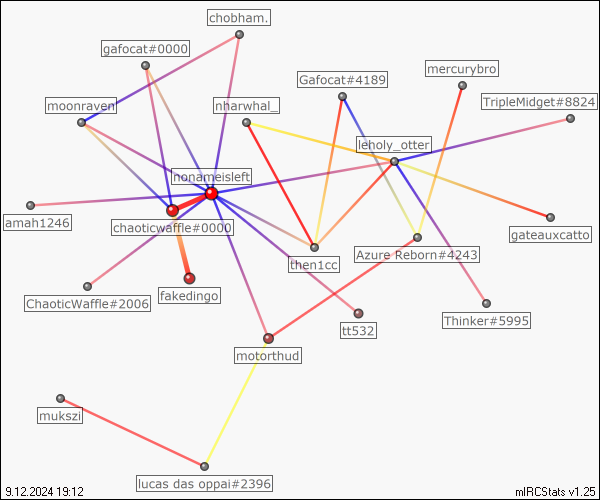 chobham.
gafocat#0000
mercurybro
Gafocat#4189
TripleMidget#8824
moonraven
nharwhal_
leholy_otter
nonameisleft
amah1246
chaoticwaffle#0000
gateauxcatto
Azure Reborn#4243
then1cc
fakedingo
ChaoticWaffle#2006
Thinker#5995
tt532
motorthud
mukszi
lucas das oppai#2396
9.12.2024 19:12
mIRCStats v1.25